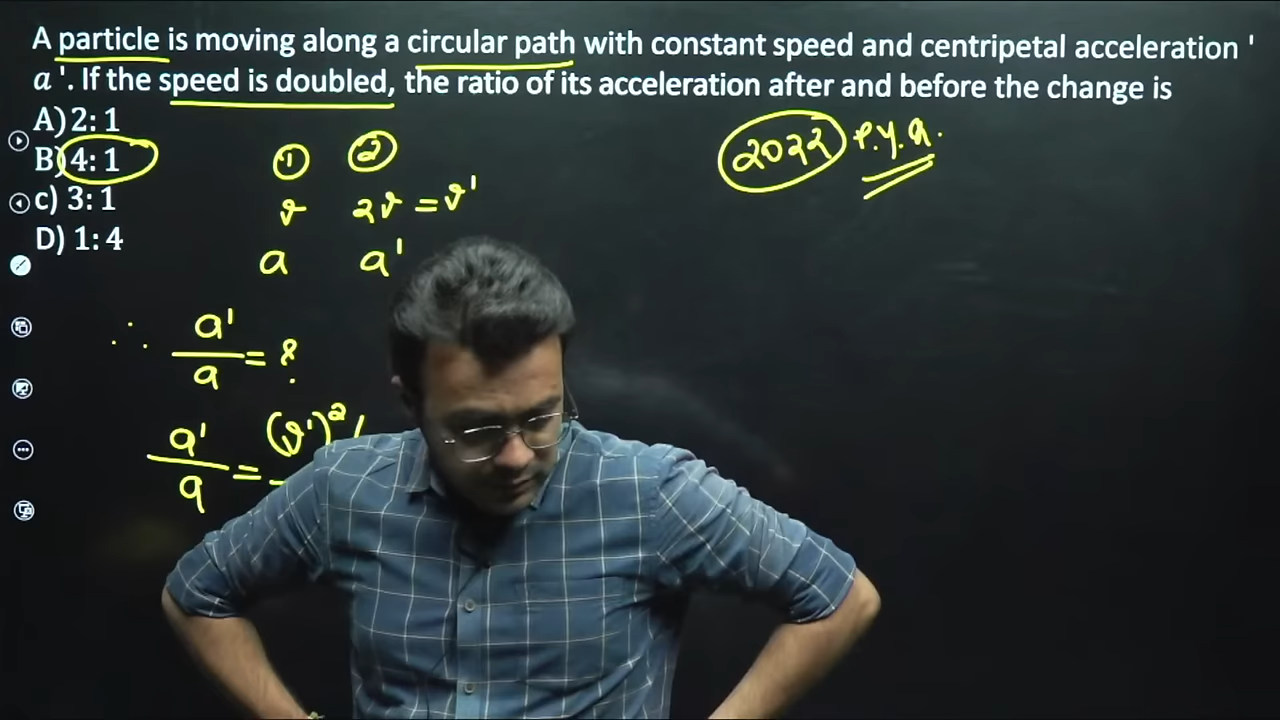 A particle is moving along a circular path with constant speed and centripetal acceleration '
a '. If the speed is doubled, the ratio of its acceleration after and before the change is
A) 2: 1
B) 4: 1
c) 3: 1
D) 1: 4
2022 P.Y.Q.
① ②
v 2v = v'
a a'
∴ a'/a = ?
a'/a = (v')² /